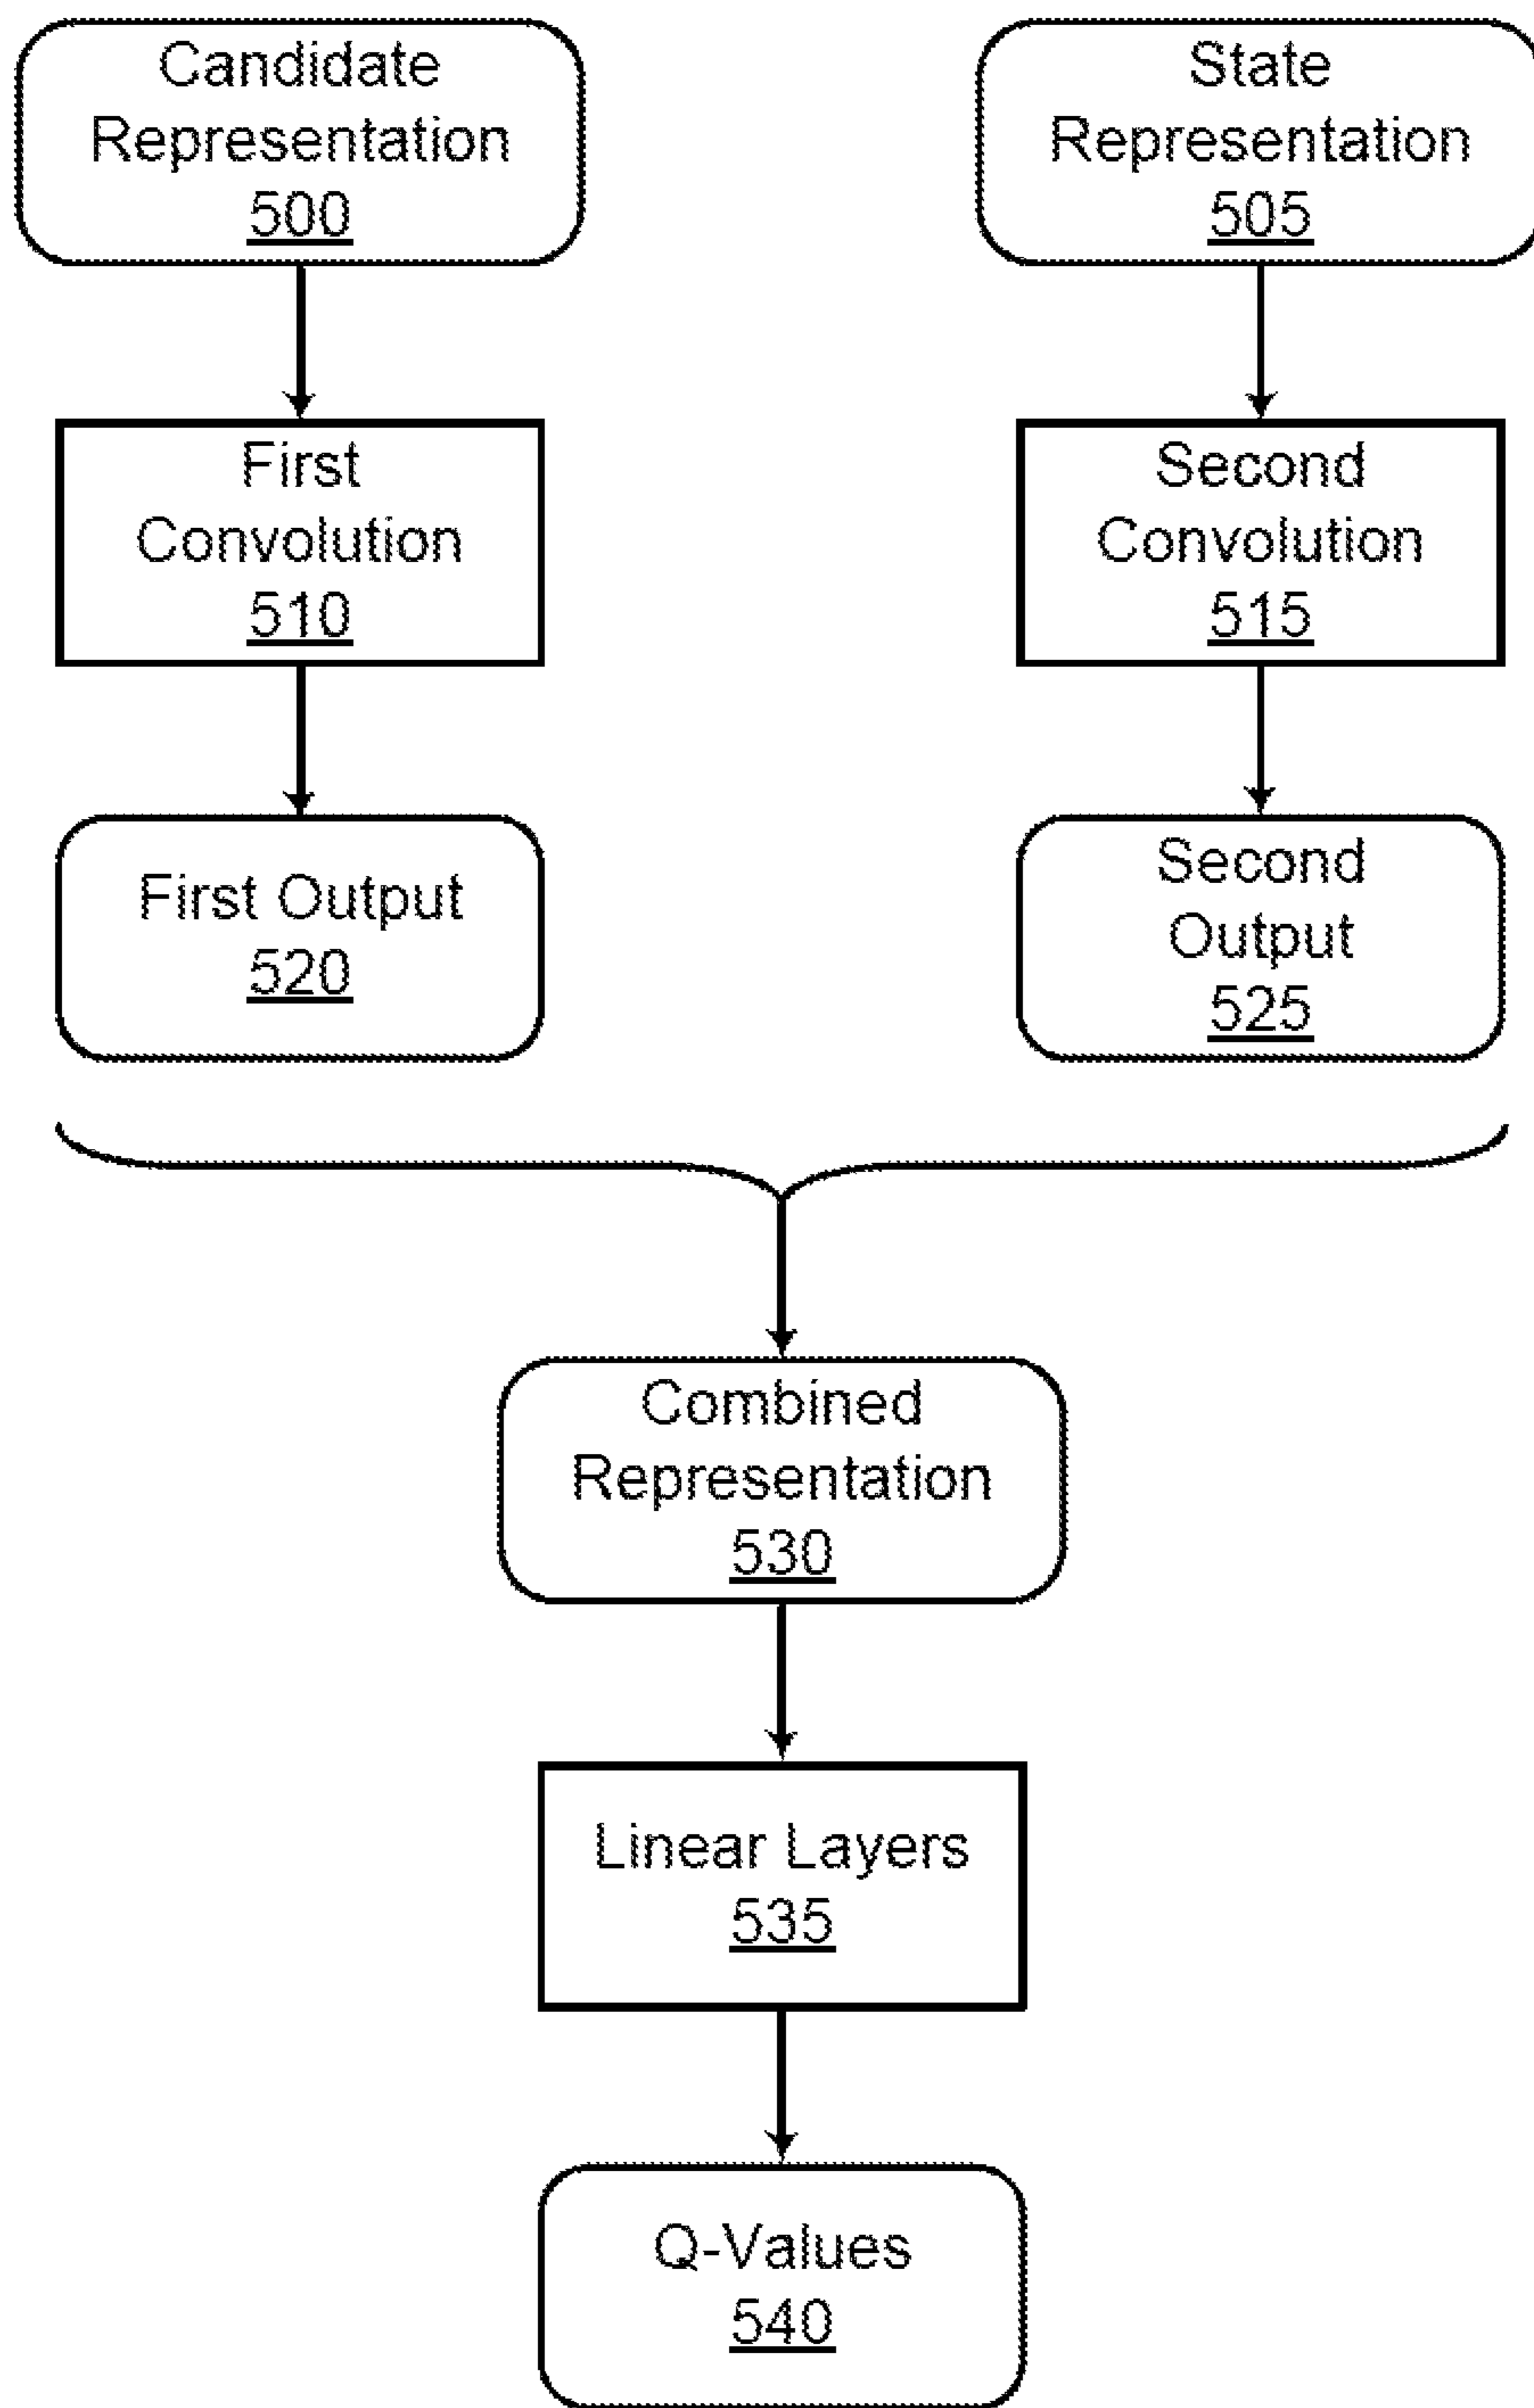 Candidate
Representation
500
State
Representation
505
First
Convolution
510
Second
Convolution
515
First Output
520
Second
Output
525
Combined
Representation
530
Linear Layers
535
Q-Values
540